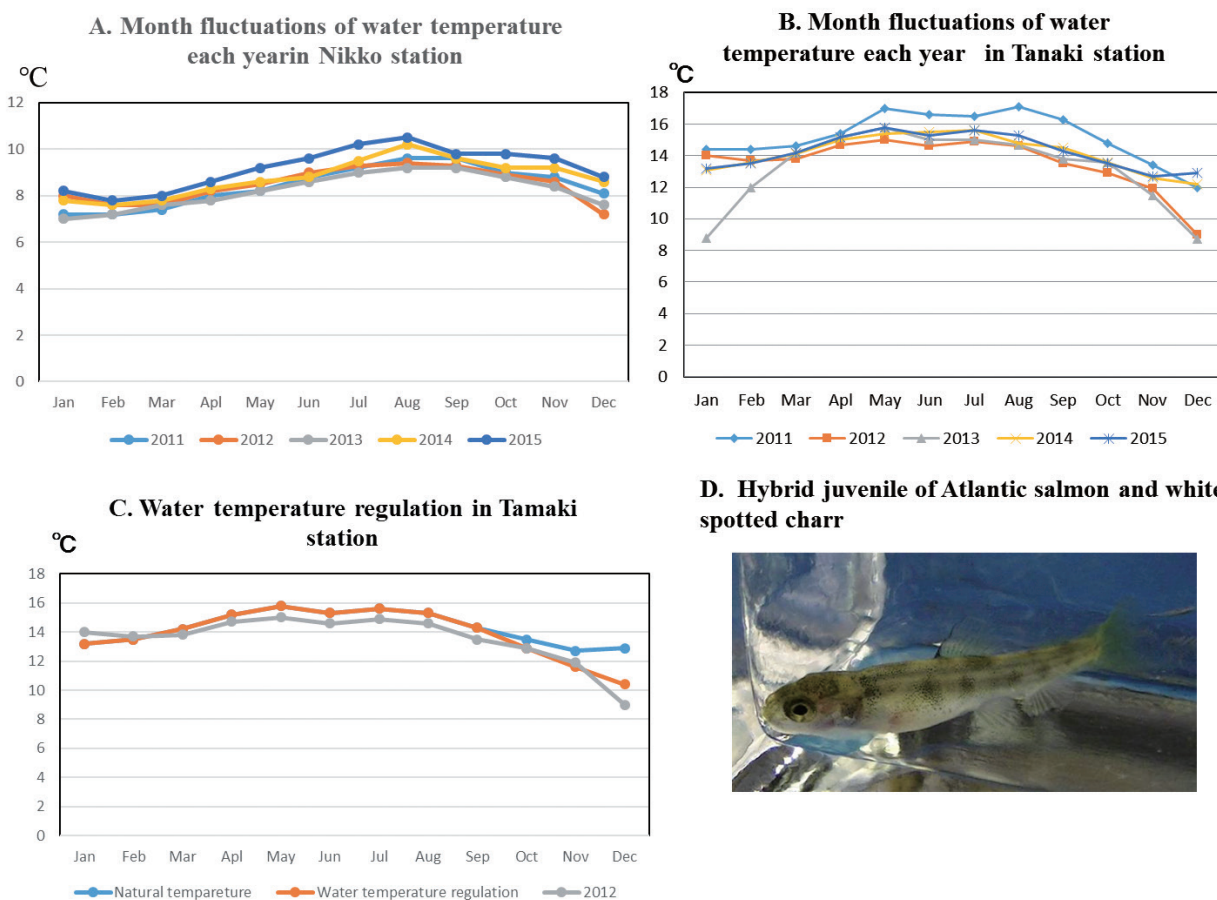 A. Month fluctuations of water temperature
each yearin Nikko station
°C
12
10
8
6
4
2
0
Jan Feb Mar Apl May Jun Jul Aug Sep Oct Nov Dec
2011 2012 2013 2014 2015
B. Month fluctuations of water
temperature each year in Tanaki station
°C
18
16
14
12
10
8
6
4
2
0
Jan Feb Mar Apr May Jun Jul Aug Sep Oct Nov Dec
2011 2012 2013 2014 2015
C. Water temperature regulation in Tamaki
station
°C
18
16
14
12
10
8
6
4
2
0
Jan Feb Mar Apl May Jun Jul Aug Sep Oct Nov Dec
Natural tempareture Water temperature regulation 2012
D. Hybrid juvenile of Atlantic salmon and white
spotted charr